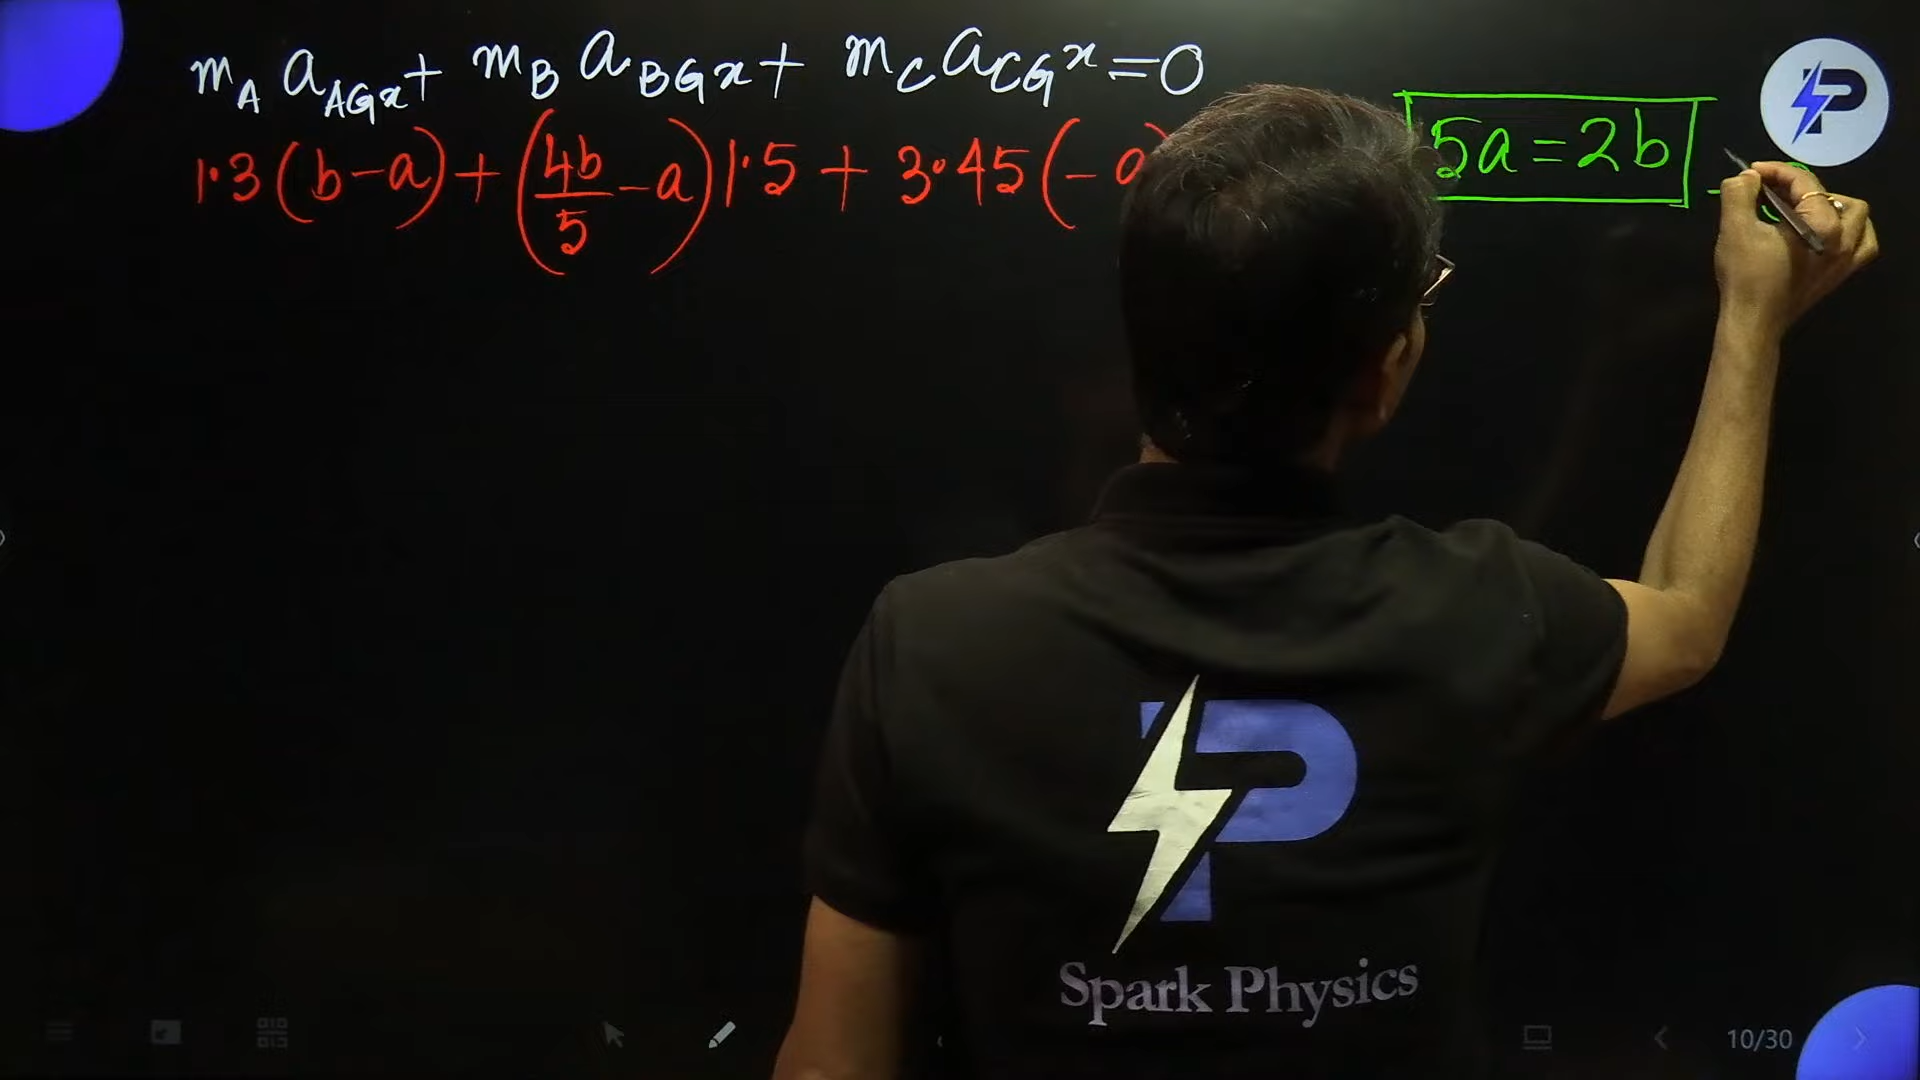 m_A a_AGx + m_B a_BGx + m_C a_CGx = 0
1.3 (b-a) + (4b/5 - a) 1.5 + 3.45 (-a
5a = 2b
Spark Physics
10/30